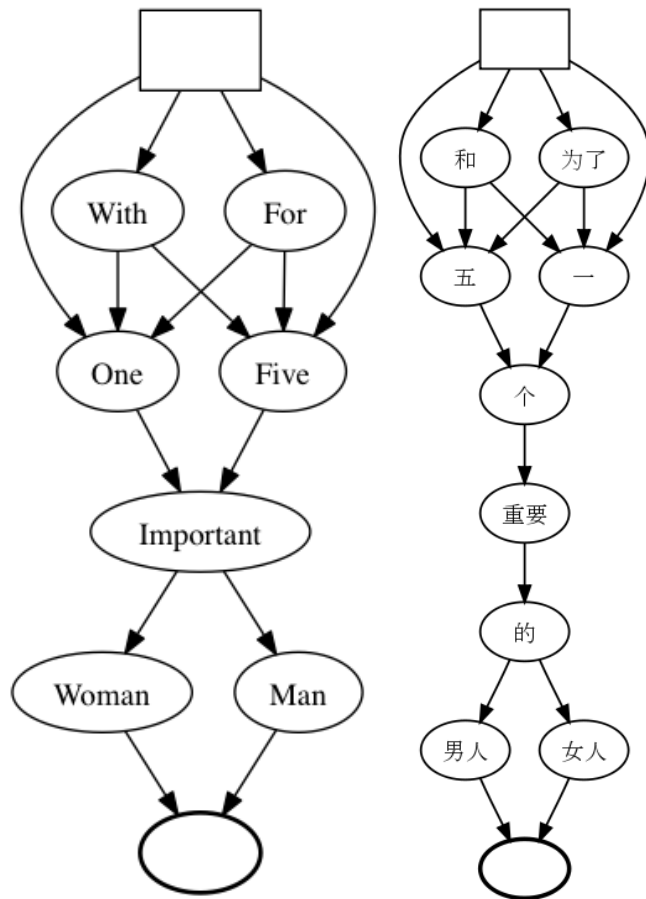 With For
One Five
Important
Woman Man
和 为了
五 一
个
重要
的
男人 女人